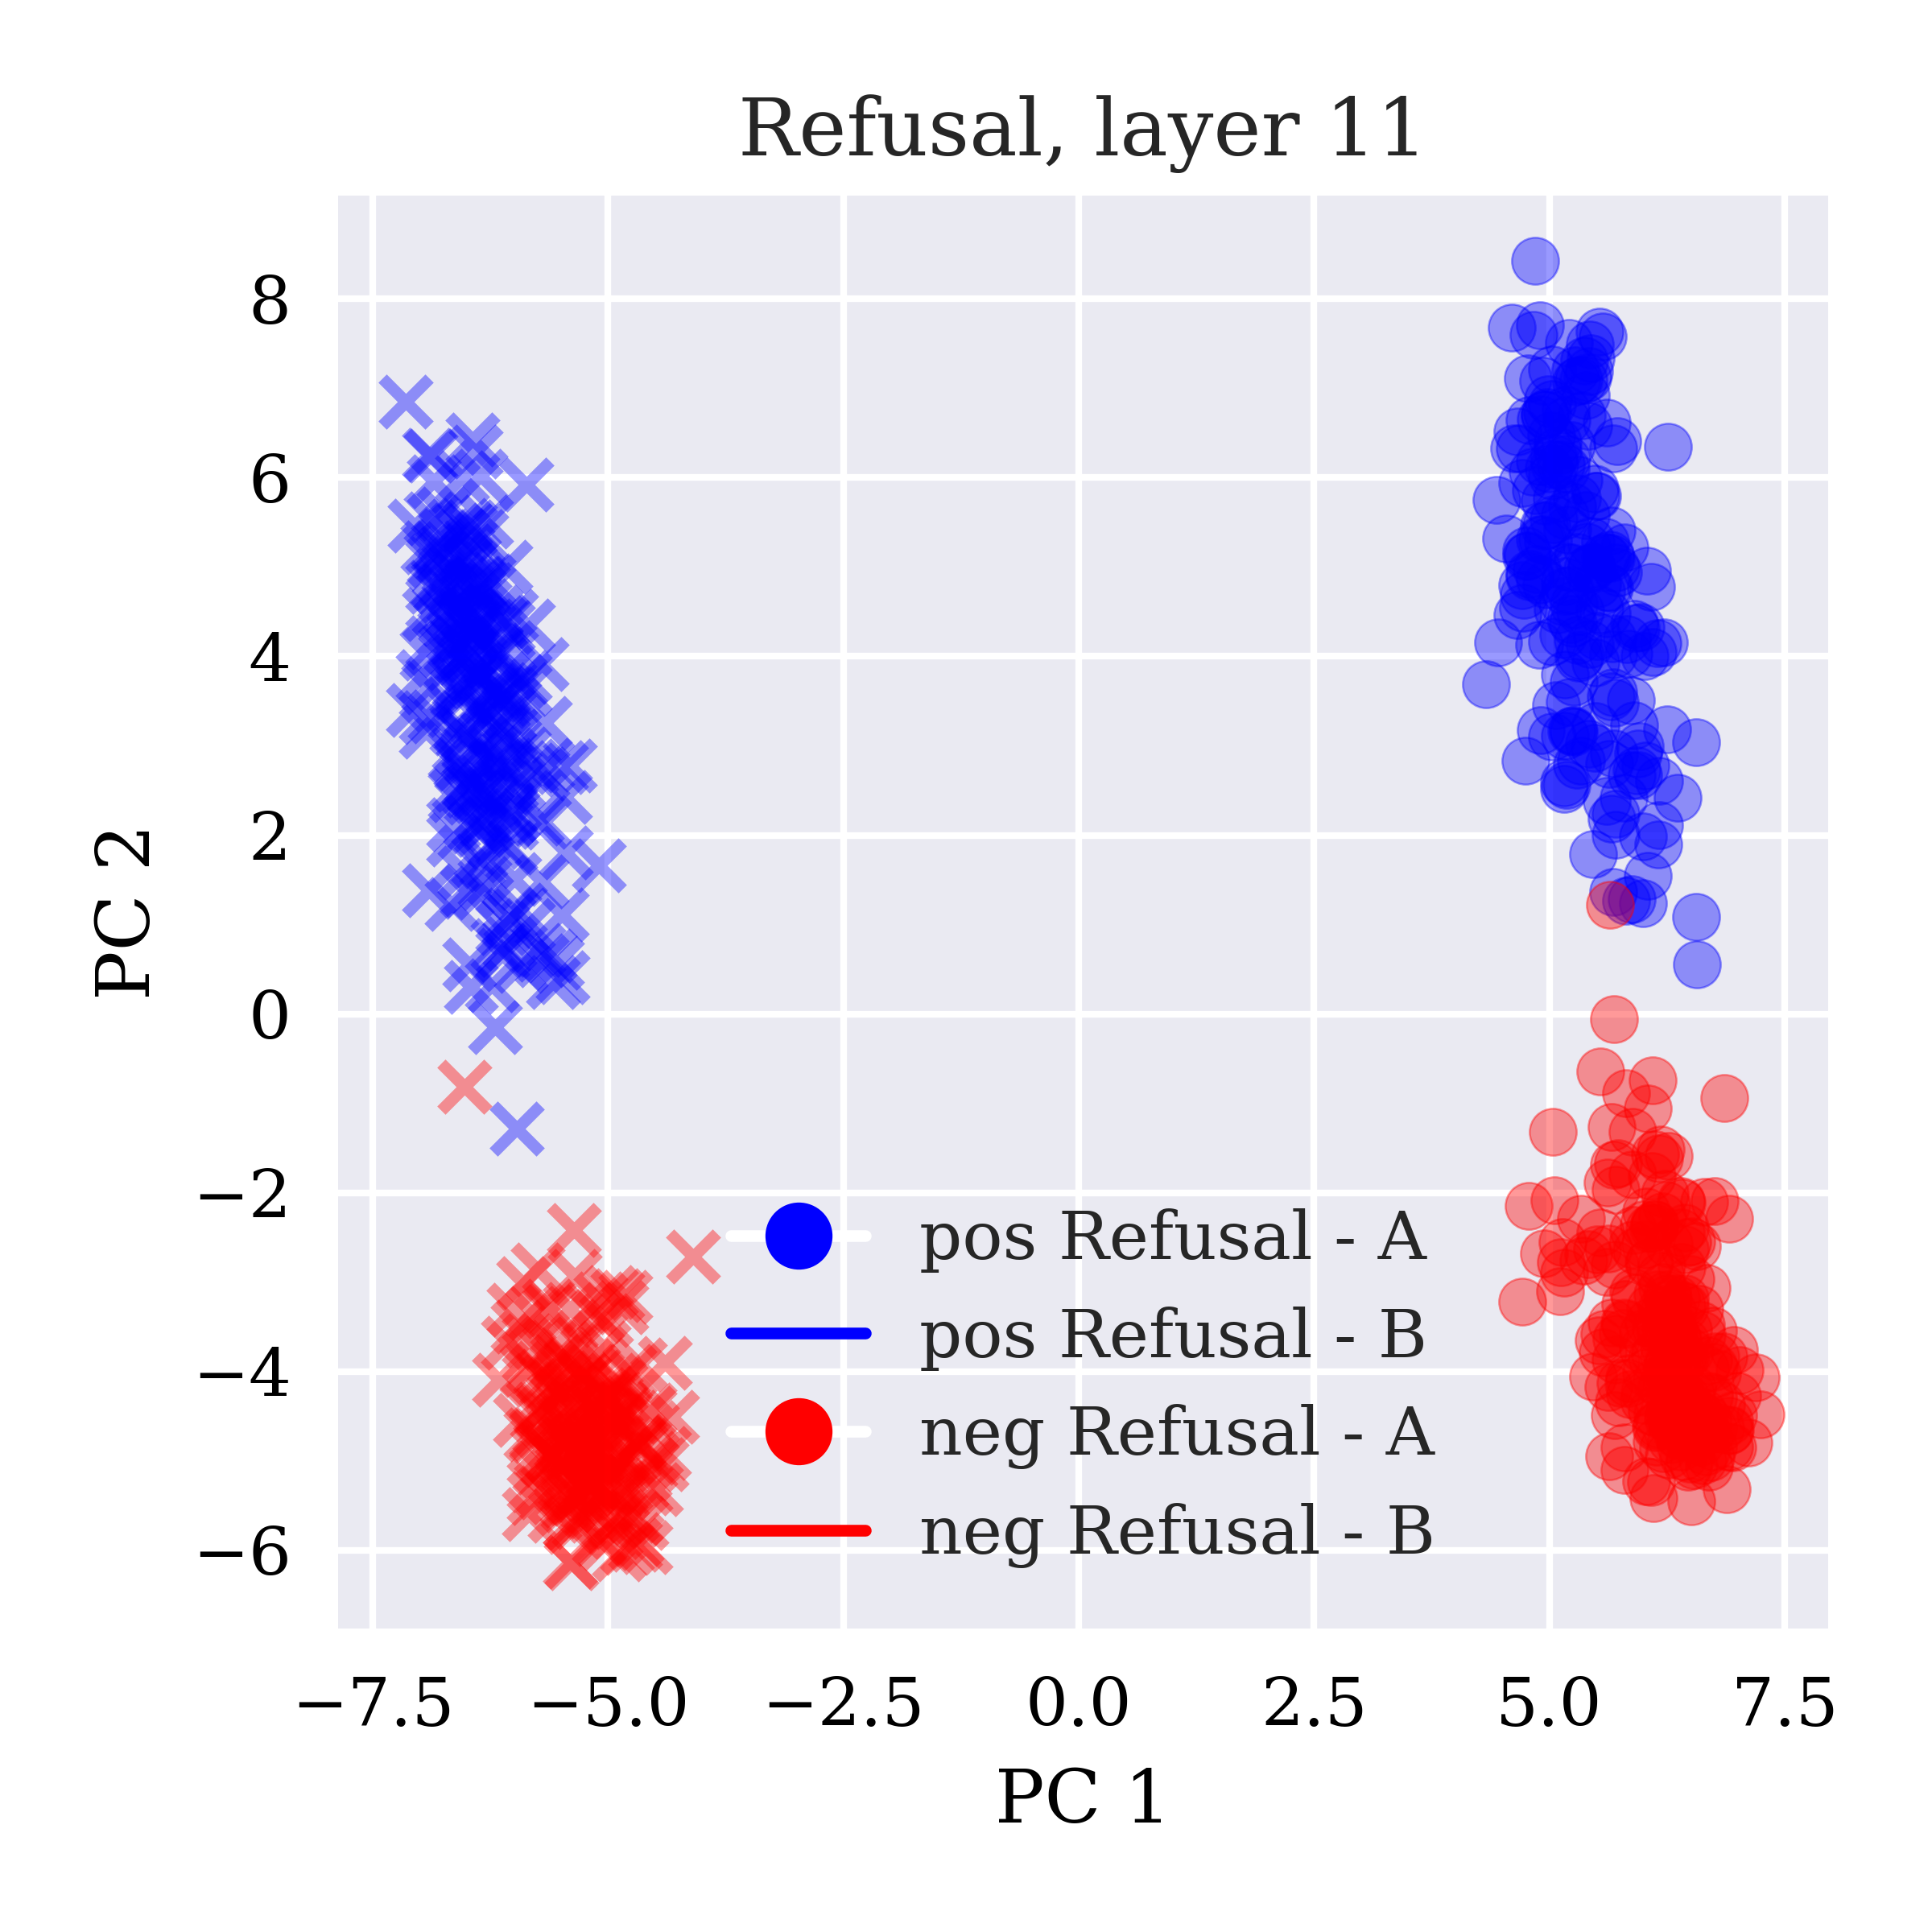 Refusal, layer 11
8
6
4
2
0
−2
−4
−6
PC 2
pos Refusal - A
pos Refusal - B
neg Refusal - A
neg Refusal - B
−7.5 −5.0 −2.5 0.0 2.5 5.0 7.5
PC 1